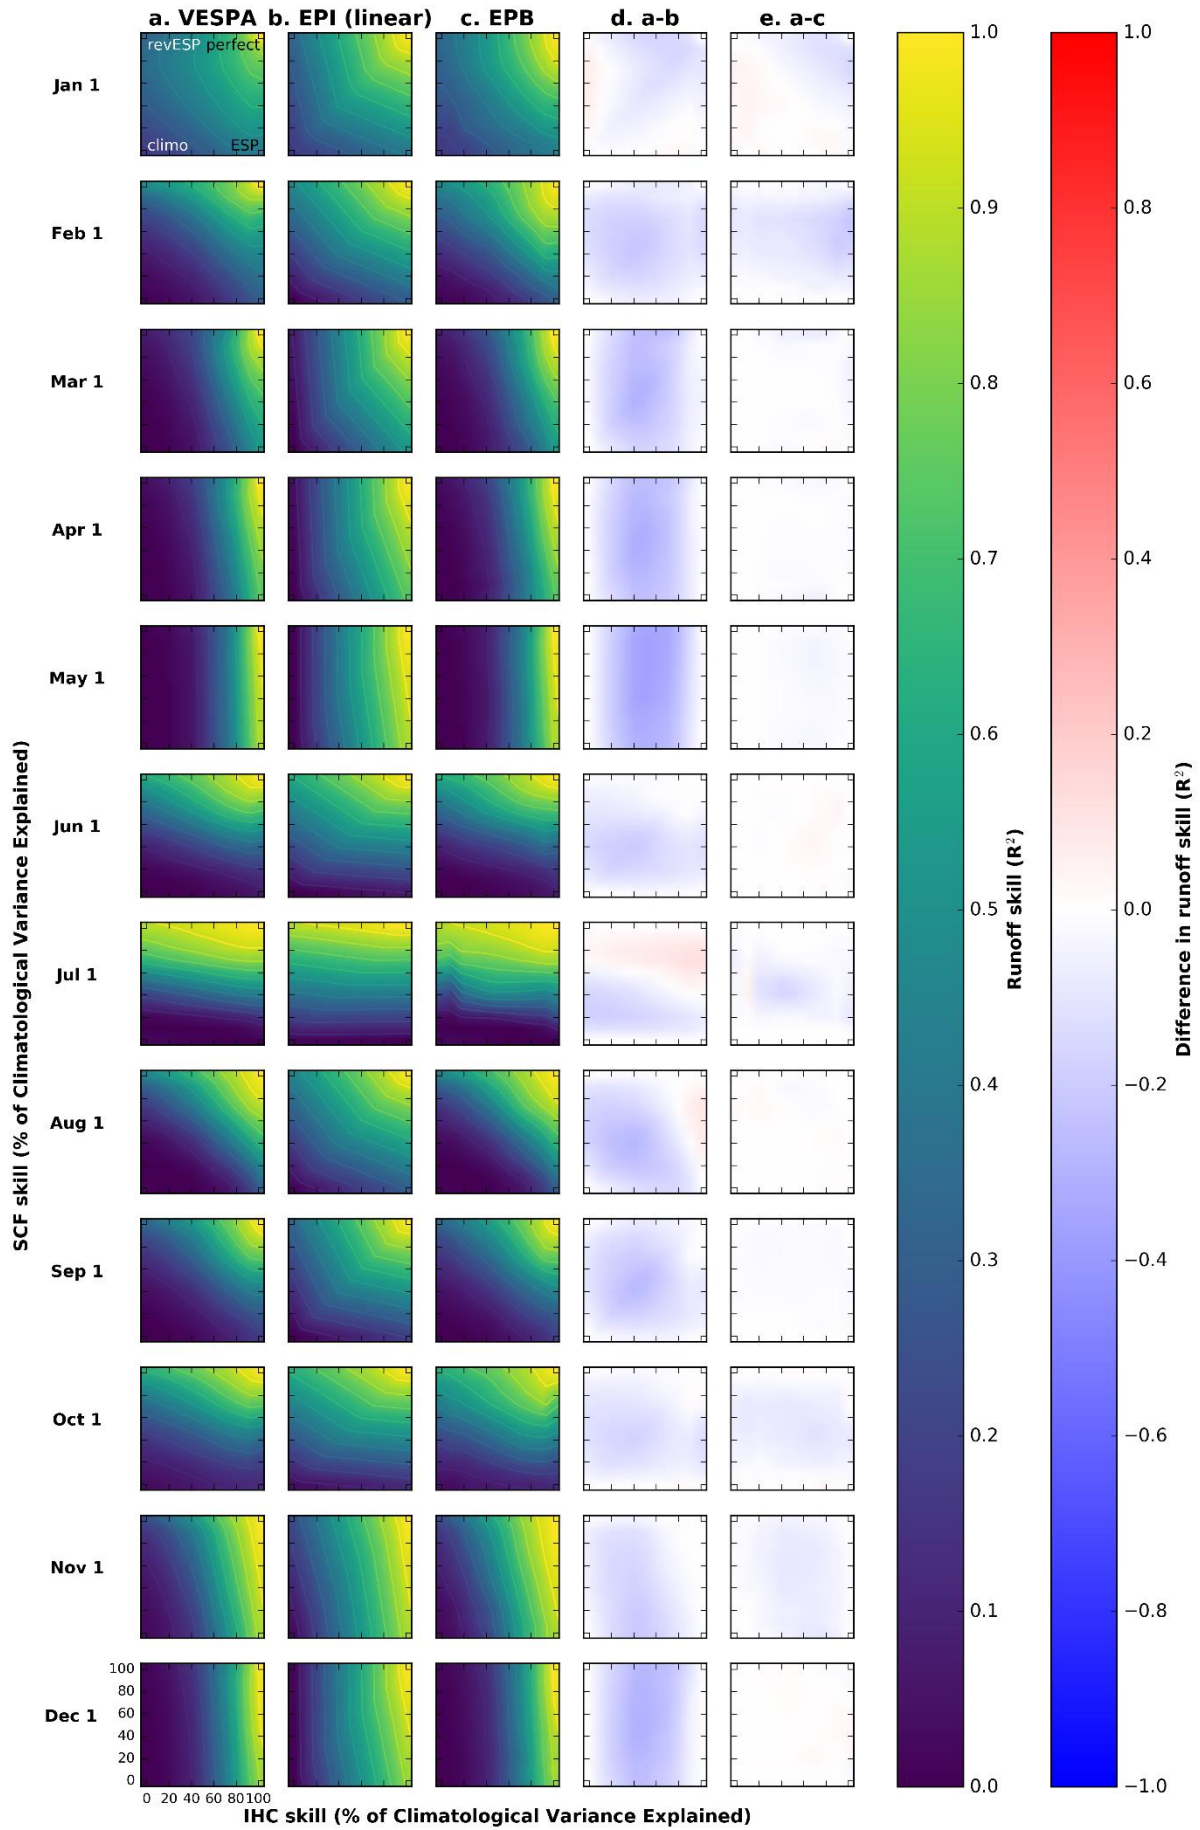 a. VESPA b. EPI (linear) c. EPB d. a-b e. a-c
revESP perfect
climo ESP
Jan 1
Feb 1
Mar 1
Apr 1
May 1
Jun 1
Jul 1
Aug 1
Sep 1
Oct 1
Nov 1
Dec 1
SCF skill (% of Climatological Variance Explained)
100
80
60
40
20
0
0 20 40 60 80 100
IHC skill (% of Climatological Variance Explained)
1.0
0.9
0.8
0.7
0.6
0.5
0.4
0.3
0.2
0.1
0.0
Runoff skill (R²)
1.0
0.8
0.6
0.4
0.2
0.0
−0.2
−0.4
−0.6
−0.8
−1.0
Difference in runoff skill (R²)